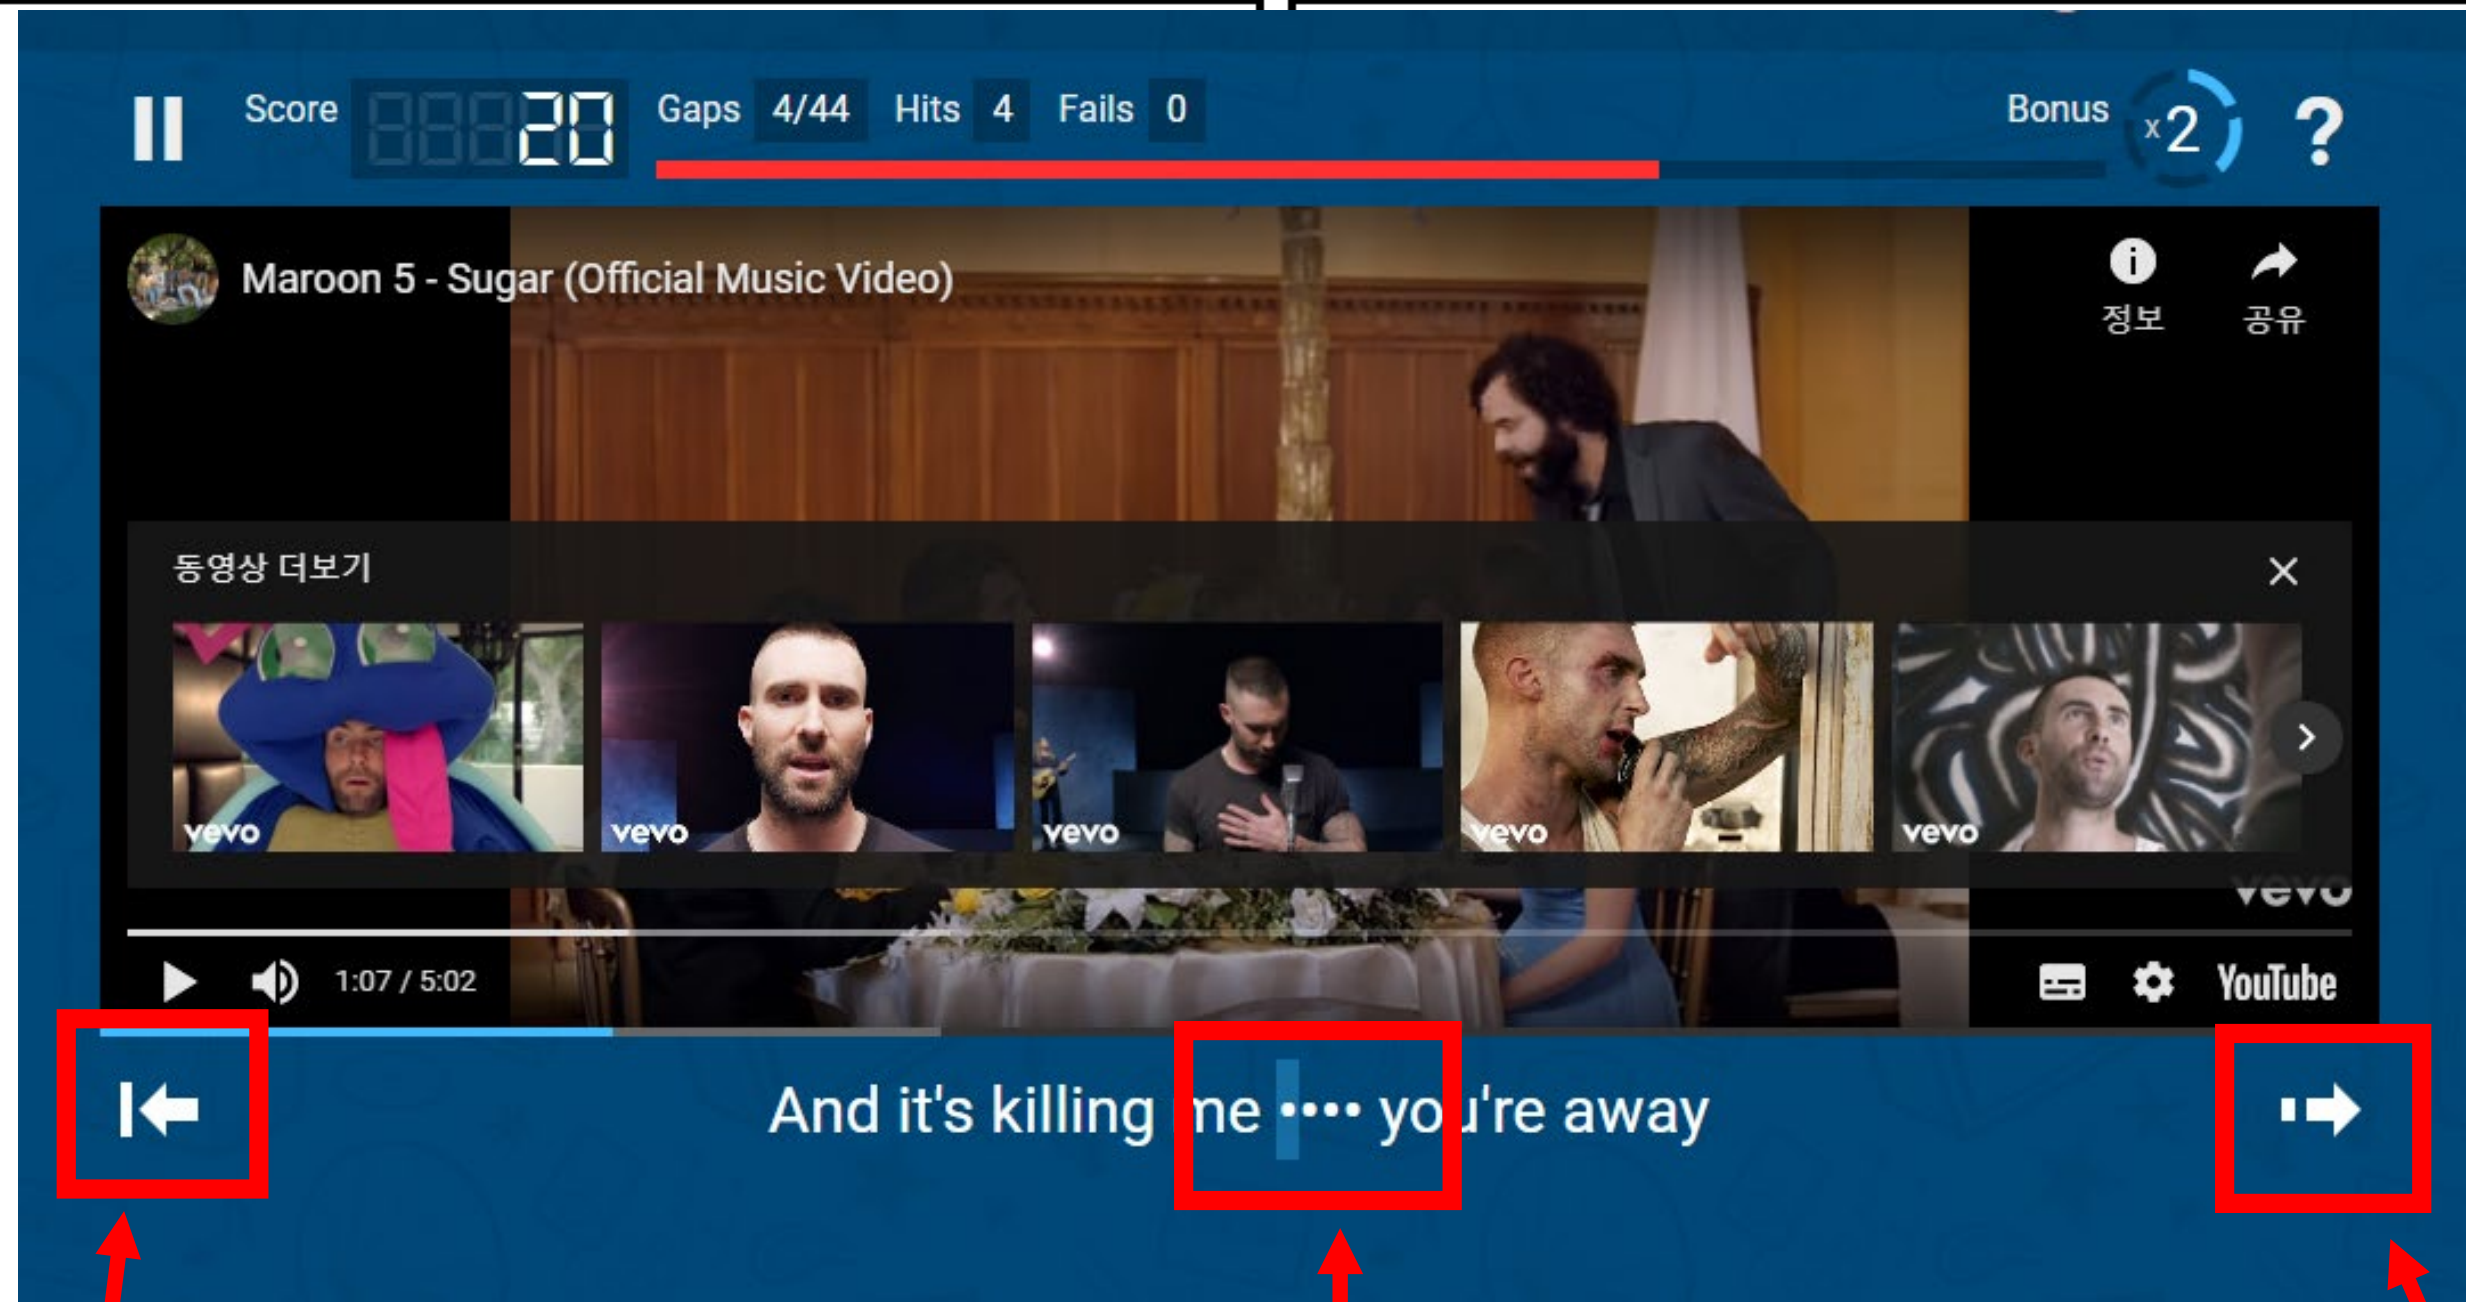 Score 20 Gaps 4/44 Hits 4 Fails 0 Bonus x2 ?
Maroon 5 - Sugar (Official Music Video)
정보 공유
동영상 더보기
vevo vevo vevo vevo vevo
vevo
1:07 / 5:02 YouTube
And it's killing me •••• you're away